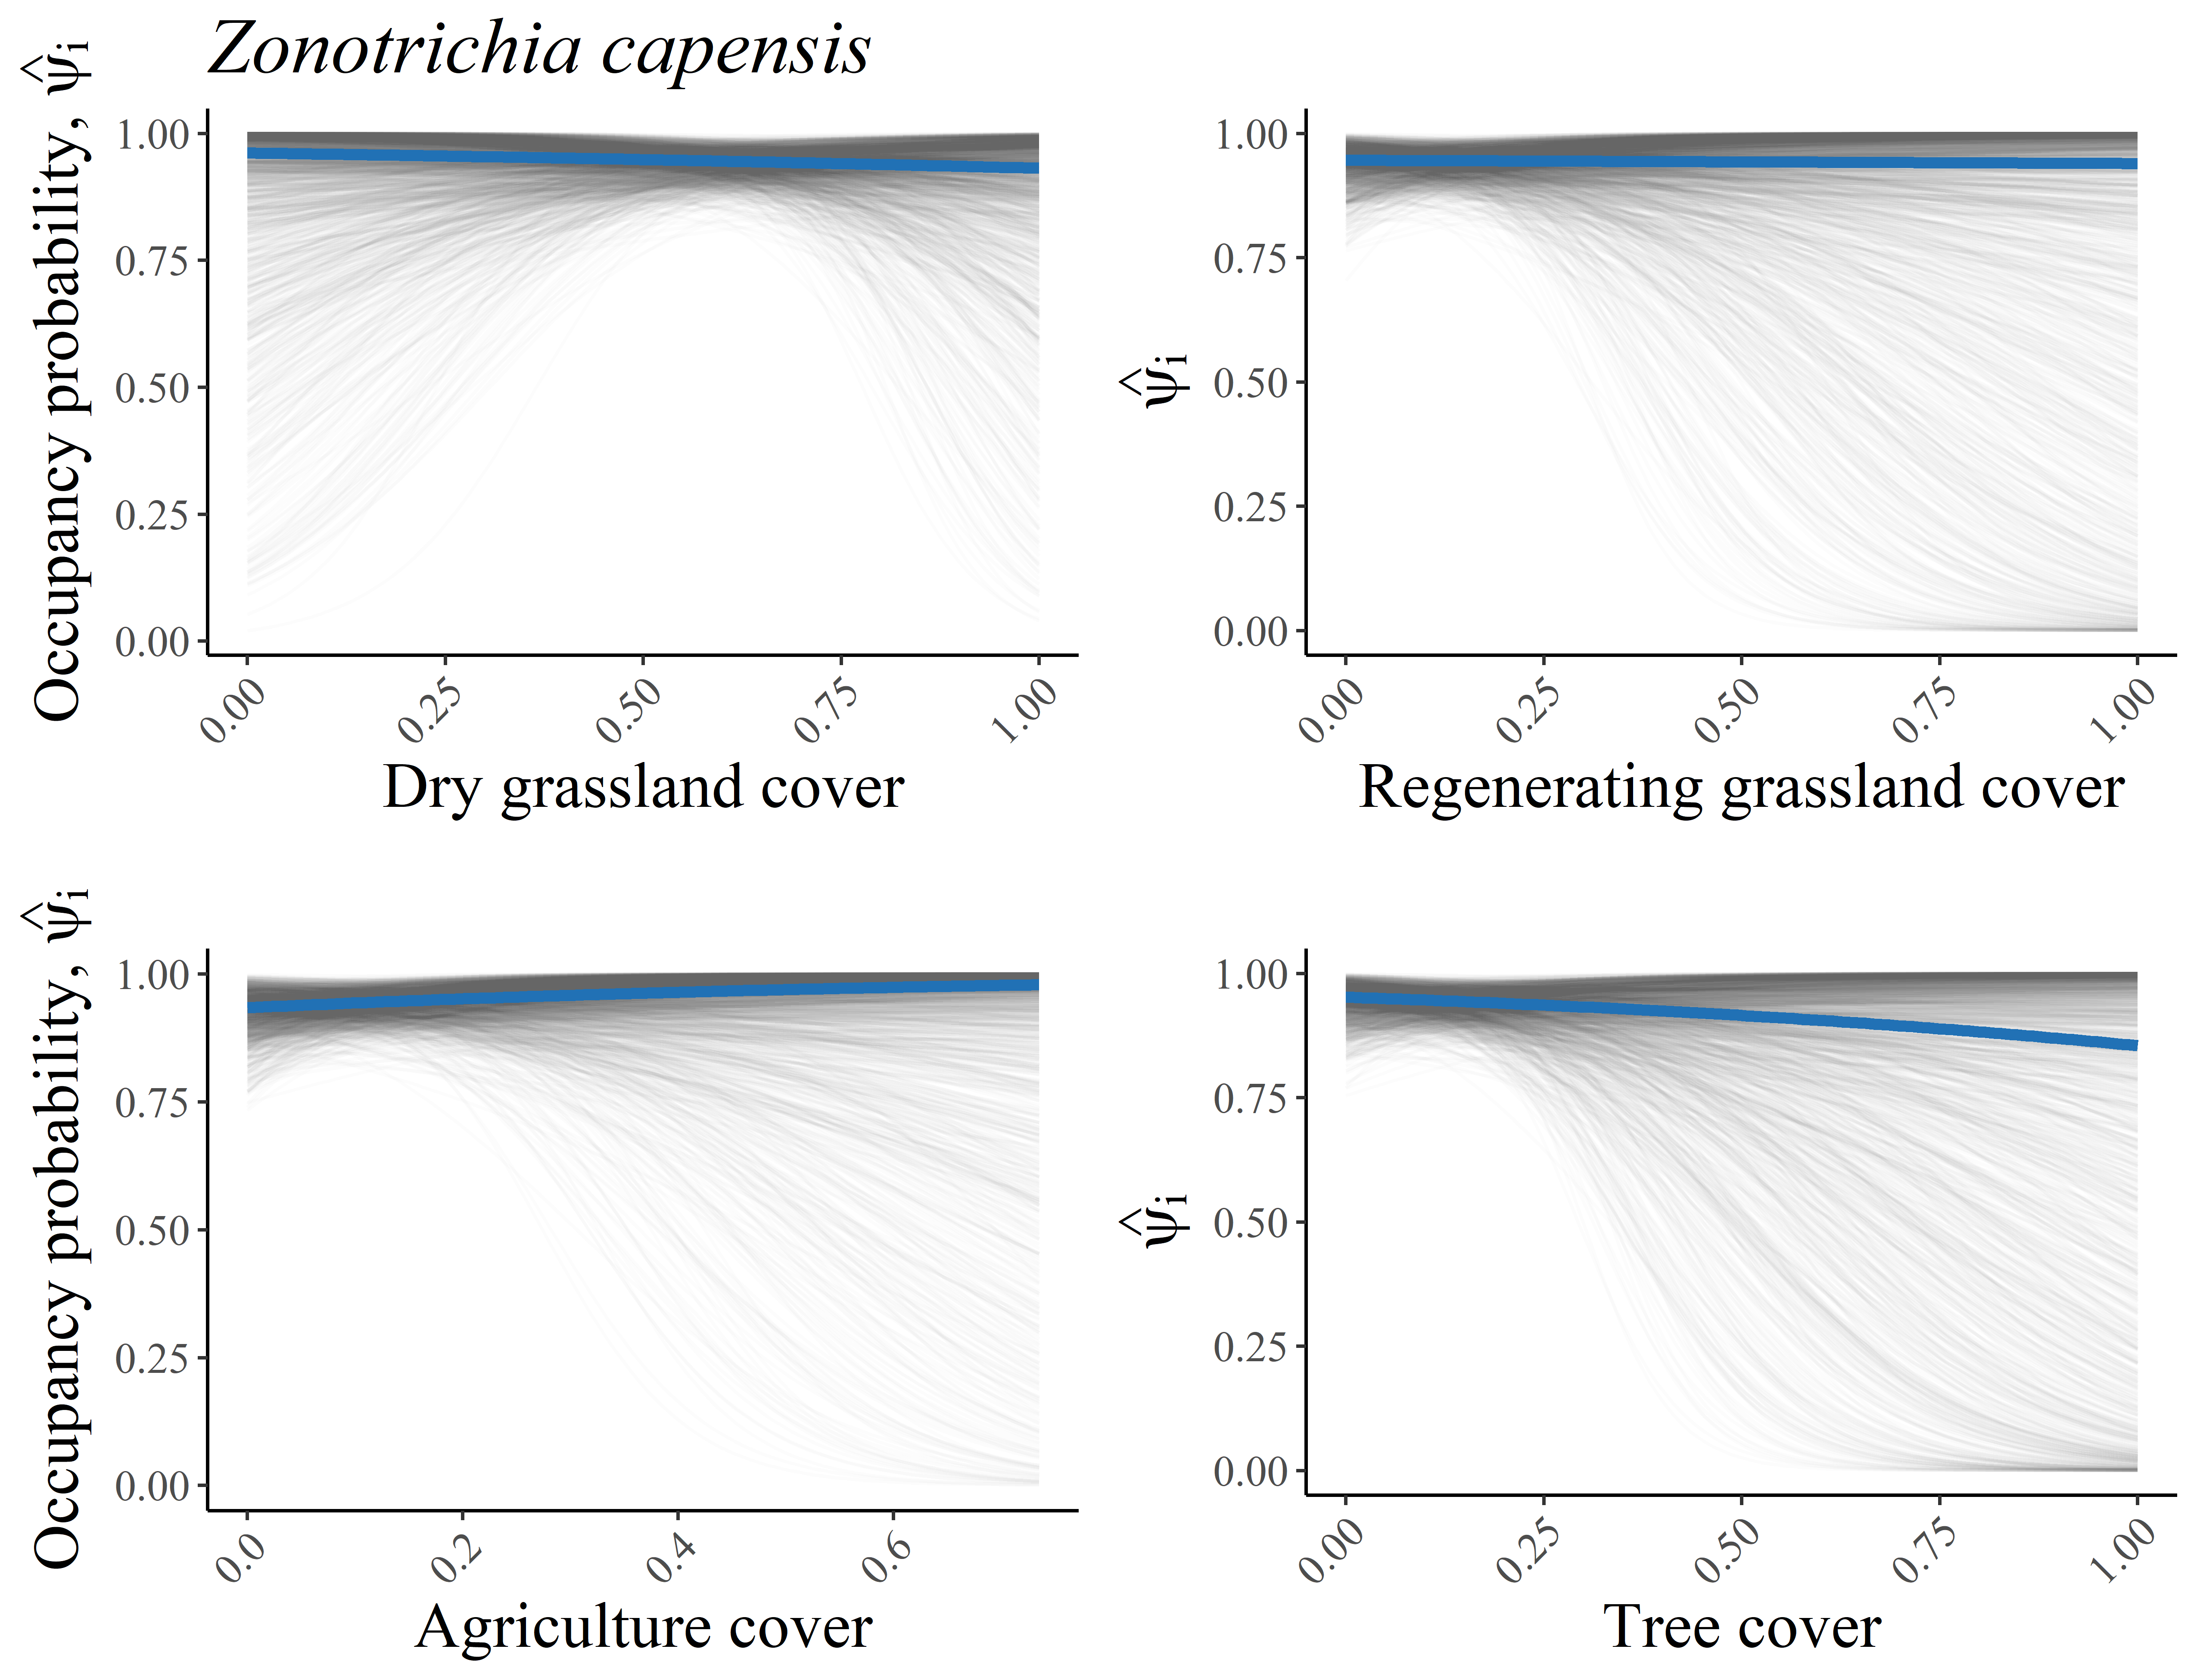 Zonotrichia capensis
Occupancy probability, ψ̂i
1.00
0.75
0.50
0.25
0.00
0.00 0.25 0.50 0.75 1.00
Dry grassland cover
ψ̂i
1.00
0.75
0.50
0.25
0.00
0.00 0.25 0.50 0.75 1.00
Regenerating grassland cover
Occupancy probability, ψ̂i
1.00
0.75
0.50
0.25
0.00
0.0 0.2 0.4 0.6
Agriculture cover
ψ̂i
1.00
0.75
0.50
0.25
0.00
0.00 0.25 0.50 0.75 1.00
Tree cover